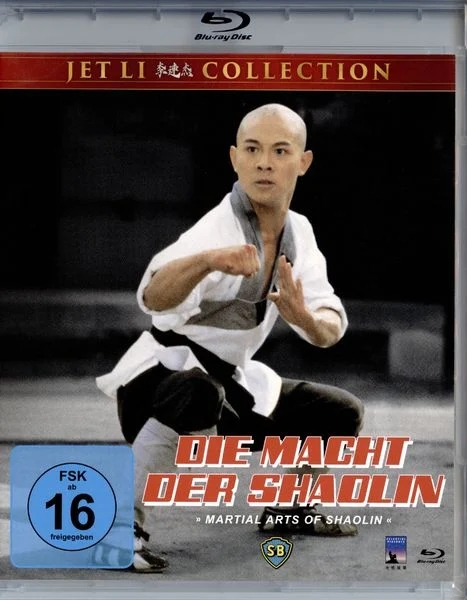 Blu-ray Disc
JET LI 李連杰 COLLECTION
DIE MACHT
DER SHAOLIN
» MARTIAL ARTS OF SHAOLIN «
FSK
ab
16
freigegeben
SB
Blu-ray Disc